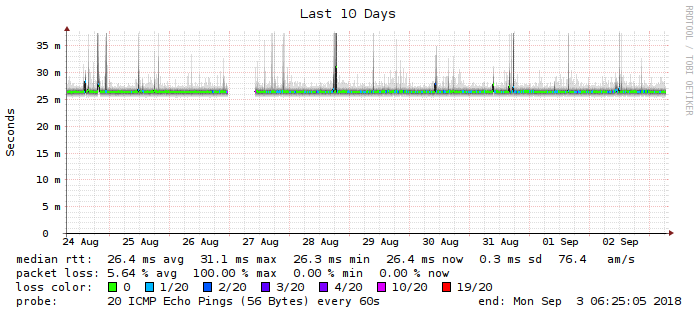 Last 10 Days
RRDTOOL / TOBI OETIKER
Seconds
35 m
30 m
25 m
20 m
15 m
10 m
5 m
0
24 Aug 25 Aug 26 Aug 27 Aug 28 Aug 29 Aug 30 Aug 31 Aug 01 Sep 02 Sep
median rtt: 26.4 ms avg 31.1 ms max 26.3 ms min 26.4 ms now 0.3 ms sd 76.4 am/s
packet loss: 5.64 % avg 100.00 % max 0.00 % min 0.00 % now
loss color: 0 1/20 2/20 3/20 4/20 10/20 19/20
probe: 20 ICMP Echo Pings (56 Bytes) every 60s end: Mon Sep 3 06:25:05 2018